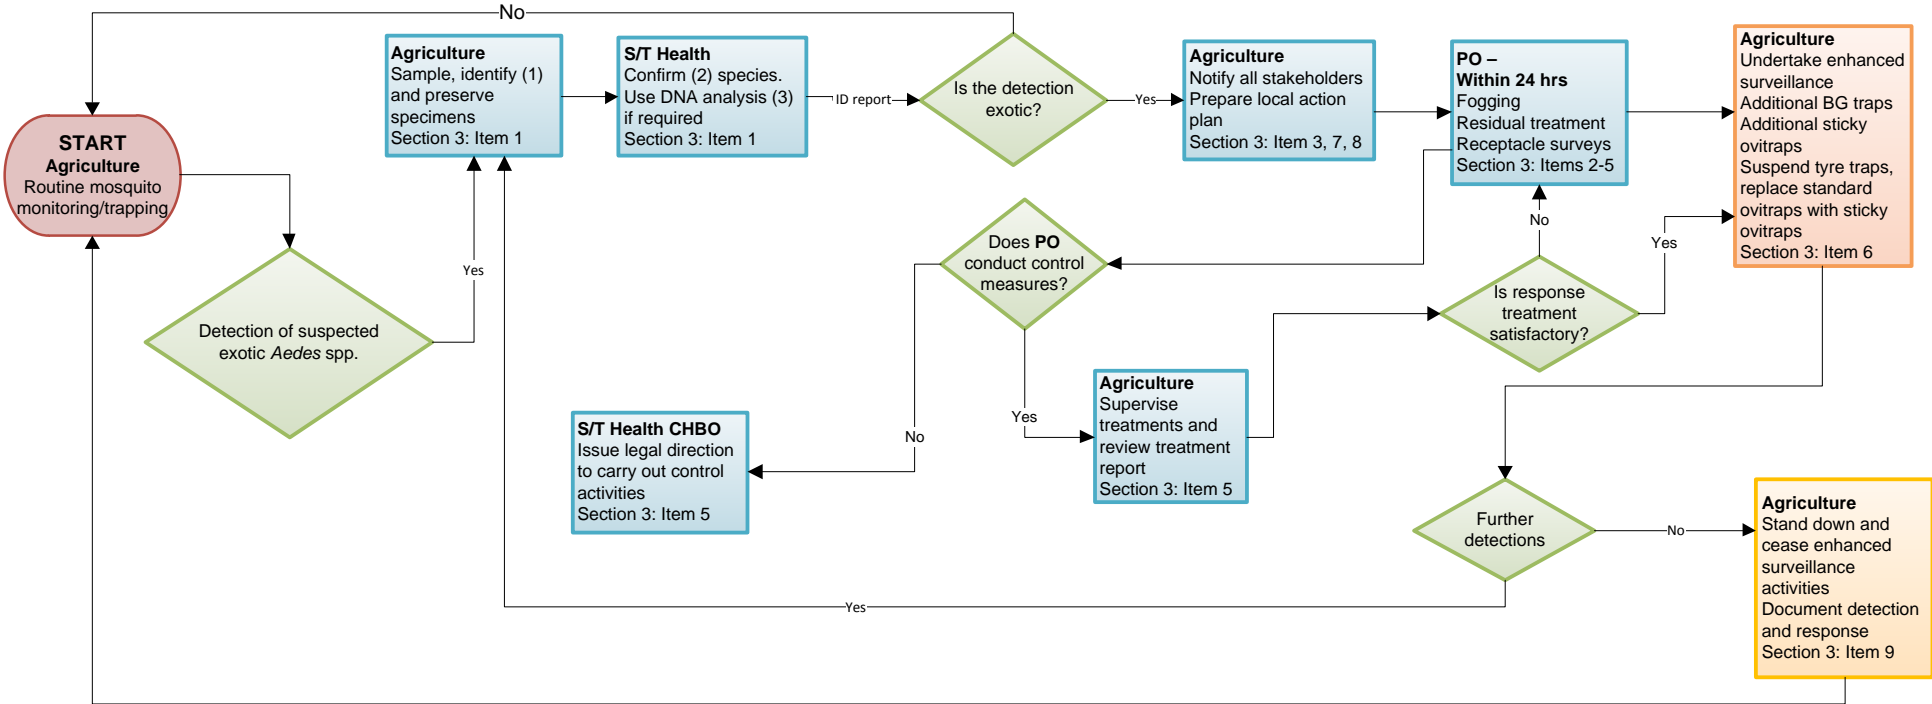 No
START
Agriculture
Routine mosquito
monitoring/trapping
Detection of suspected
exotic Aedes spp.
Yes
Agriculture
Sample, identify (1)
and preserve
specimens
Section 3: Item 1
S/T Health
Confirm (2) species.
Use DNA analysis (3)
if required
Section 3: Item 1
ID report
Is the detection
exotic?
Yes
Agriculture
Notify all stakeholders
Prepare local action
plan
Section 3: Item 3, 7, 8
PO –
Within 24 hrs
Fogging
Residual treatment
Receptacle surveys
Section 3: Items 2-5
Agriculture
Undertake enhanced
surveillance
Additional BG traps
Additional sticky
ovitraps
Suspend tyre traps,
replace standard
ovitraps with sticky
ovitraps
Section 3: Item 6
Does PO
conduct control
measures?
No
S/T Health CHBO
Issue legal direction
to carry out control
activities
Section 3: Item 5
Yes
Agriculture
Supervise
treatments and
review treatment
report
Section 3: Item 5
Is response
treatment
satisfactory?
No
Yes
Further
detections
Yes
No
Agriculture
Stand down and
cease enhanced
surveillance
activities
Document detection
and response
Section 3: Item 9